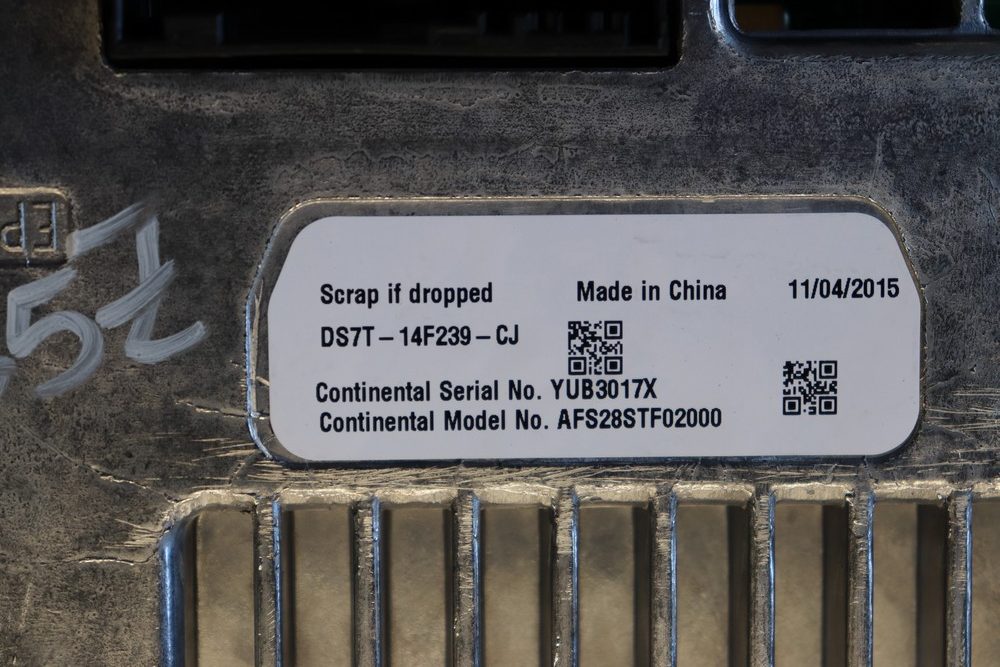 Scrap if dropped Made in China 11/04/2015
DS7T-14F239-CJ
Continental Serial No. YUB3017X
Continental Model No. AFS28STF02000